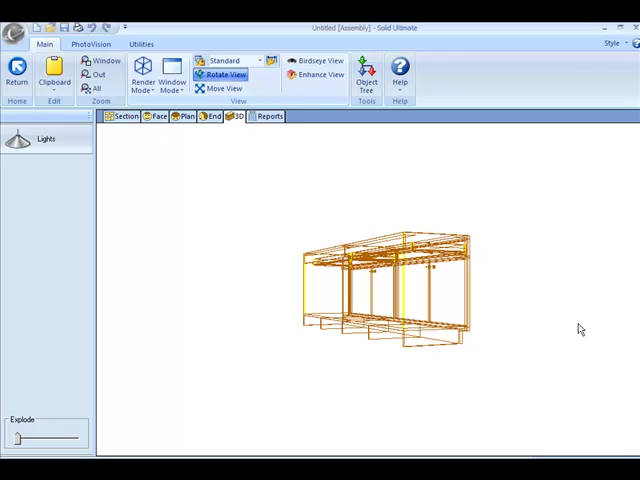 Untitled [Assembly] - Solid Ultimate
Main PhotoVision Utilities Style
Return Clipboard Window Out All Render Mode Window Mode Standard Rotate View Move View Birdseye View Enhance View Object Tree Help
Home Edit Zoom View Tools Help
Section Face Plan End 3D Reports
Lights
Explode